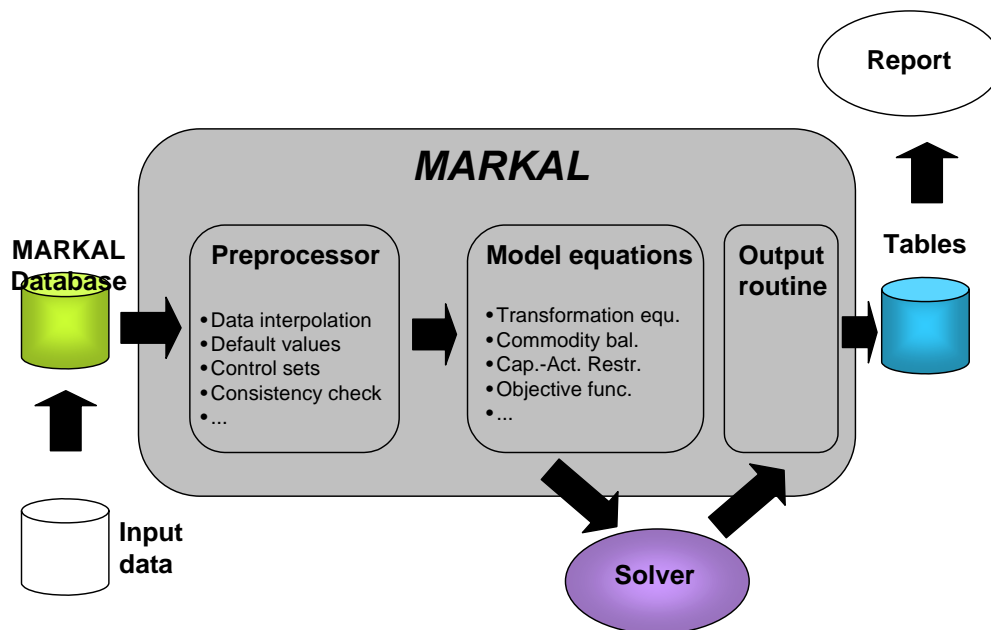 Report
MARKAL
MARKAL
Database
Preprocessor
•Data interpolation
•Default values
•Control sets
•Consistency check
•...
Model equations
•Transformation equ.
•Commodity bal.
•Cap.-Act. Restr.
•Objective func.
•...
Output
routine
Tables
Input
data
Solver